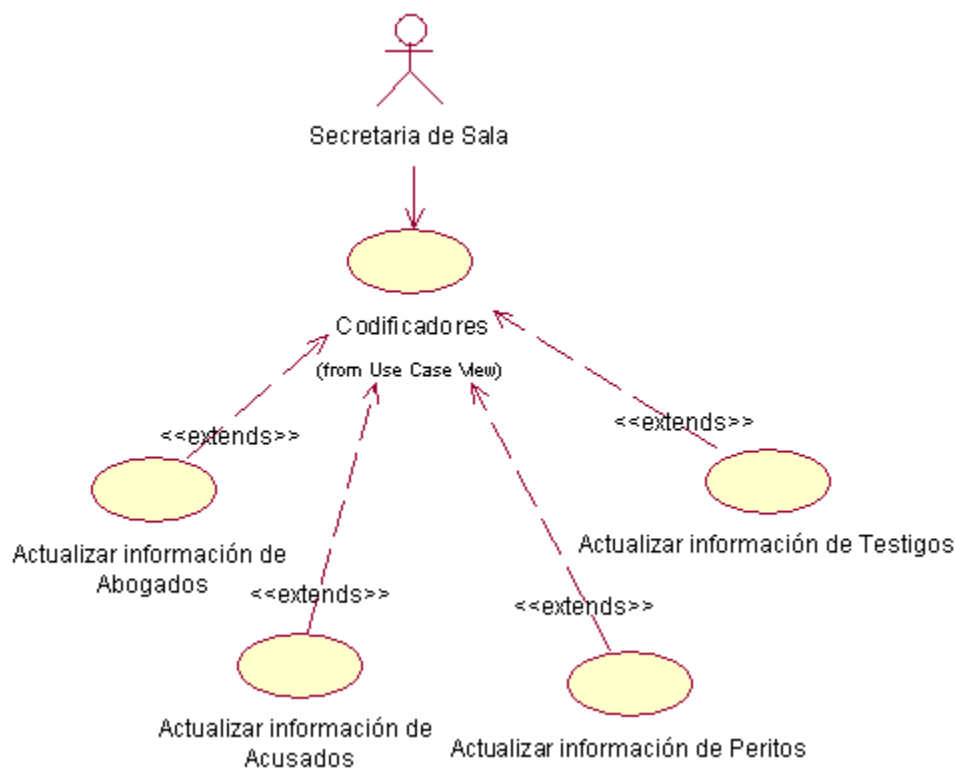 Secretaria de Sala
Codificadores
(from Use Case View)
<<extends>>
<<extends>>
Actualizar información de
Abogados
Actualizar información de Testigos
<<extends>>
<<extends>>
Actualizar información de
Acusados
Actualizar información de Peritos